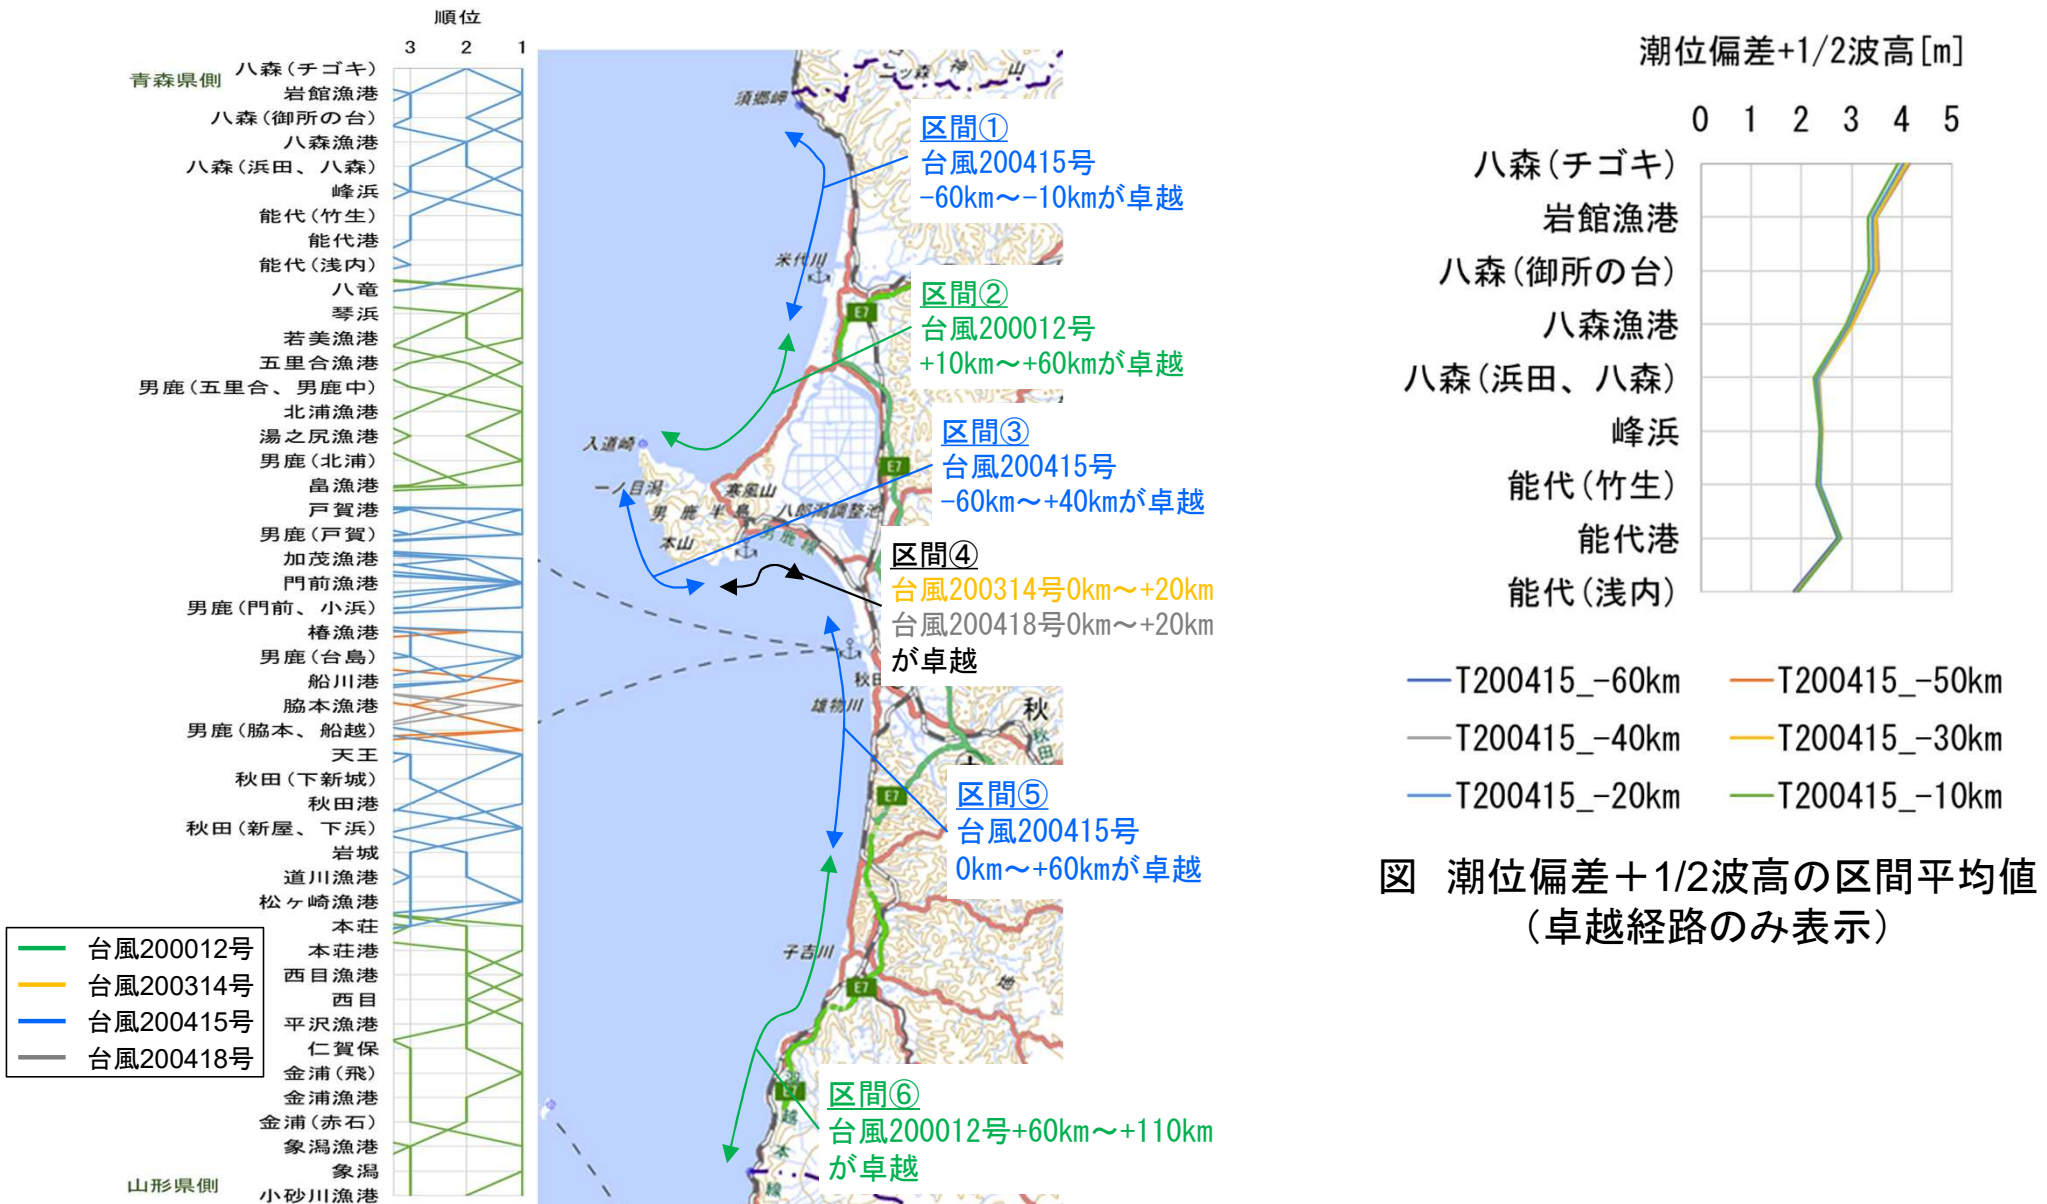 順位
3 2 1
青森県側
八森(チゴキ)
岩館漁港
八森(御所の台)
八森漁港
八森(浜田、八森)
峰浜
能代(竹生)
能代港
能代(浅内)
八竜
琴浜
若美漁港
五里合漁港
男鹿(五里合、男鹿中)
北浦漁港
湯之尻漁港
男鹿(北浦)
畠漁港
戸賀港
男鹿(戸賀)
加茂漁港
門前漁港
男鹿(門前、小浜)
椿漁港
男鹿(台島)
船川港
脇本漁港
男鹿(脇本、船越)
天王
秋田(下新城)
秋田港
秋田(新屋、下浜)
岩城
道川漁港
松ヶ崎漁港
本荘
本荘港
西目漁港
西目
平沢漁港
仁賀保
金浦(飛)
金浦漁港
金浦(赤石)
象潟漁港
象潟
小砂川漁港
山形県側
台風200012号
台風200314号
台風200415号
台風200418号
二ッ森 神 山
須郷岬
米代川
E7
入道崎
一ノ目潟
寒風山
男鹿半島
八郎潟調整池
本山
男鹿線
E7
秋田
雄物川
秋
秋田
E7
子吉川
E7
地
E7
羽越本線
区間①
台風200415号
-60km～-10kmが卓越
区間②
台風200012号
+10km～+60kmが卓越
区間③
台風200415号
-60km～+40kmが卓越
区間④
台風200314号0km～+20km
台風200418号0km～+20km
が卓越
区間⑤
台風200415号
0km～+60kmが卓越
区間⑥
台風200012号+60km～+110km
が卓越
潮位偏差+1/2波高[m]
0 1 2 3 4 5
八森(チゴキ)
岩館漁港
八森(御所の台)
八森漁港
八森(浜田、八森)
峰浜
能代(竹生)
能代港
能代(浅内)
T200415_-60km
T200415_-50km
T200415_-40km
T200415_-30km
T200415_-20km
T200415_-10km
図 潮位偏差＋1/2波高の区間平均値
（卓越経路のみ表示）